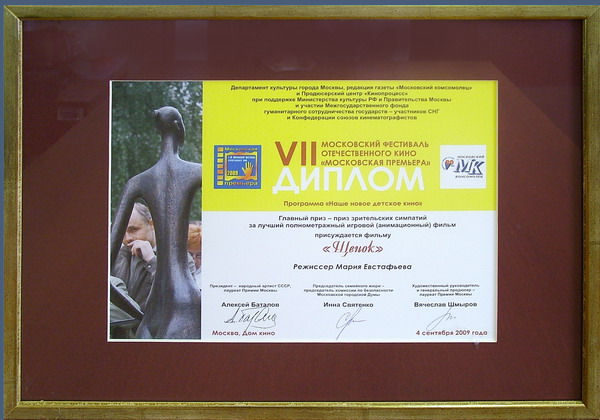 Департамент культуры города Москвы, редакция газеты «Московский комсомолец»
и Продюсерский центр «Кинопроцесс»
при поддержке Министерства культуры РФ и Правительства Москвы
и участии Межгосударственного фонда
гуманитарного сотрудничества государств – участников СНГ
и Конфедерации союзов кинематографистов
VII МОСКОВСКИЙ ФЕСТИВАЛЬ
ОТЕЧЕСТВЕННОГО КИНО
«МОСКОВСКАЯ ПРЕМЬЕРА»
ДИПЛОМ
Московская
2009
премьера
МОСКОВСКИЙ
МК
КОМСОМОЛЕЦ
Программа «Наше новое детское кино»
Главный приз – приз зрительских симпатий
за лучший полнометражный игровой (анимационный) фильм
присуждается фильму
«Щенок»
Режиссер Мария Евстафьева
Президент – народный артист СССР,
лауреат Премии Москвы
Алексей Баталов
Председатель семейного жюри –
председатель комиссии по безопасности
Московской городской Думы
Инна Святенко
Художественный руководитель
и генеральный продюсер –
лауреат Премии Москвы
Вячеслав Шмыров
Москва, Дом кино
4 сентября 2009 года